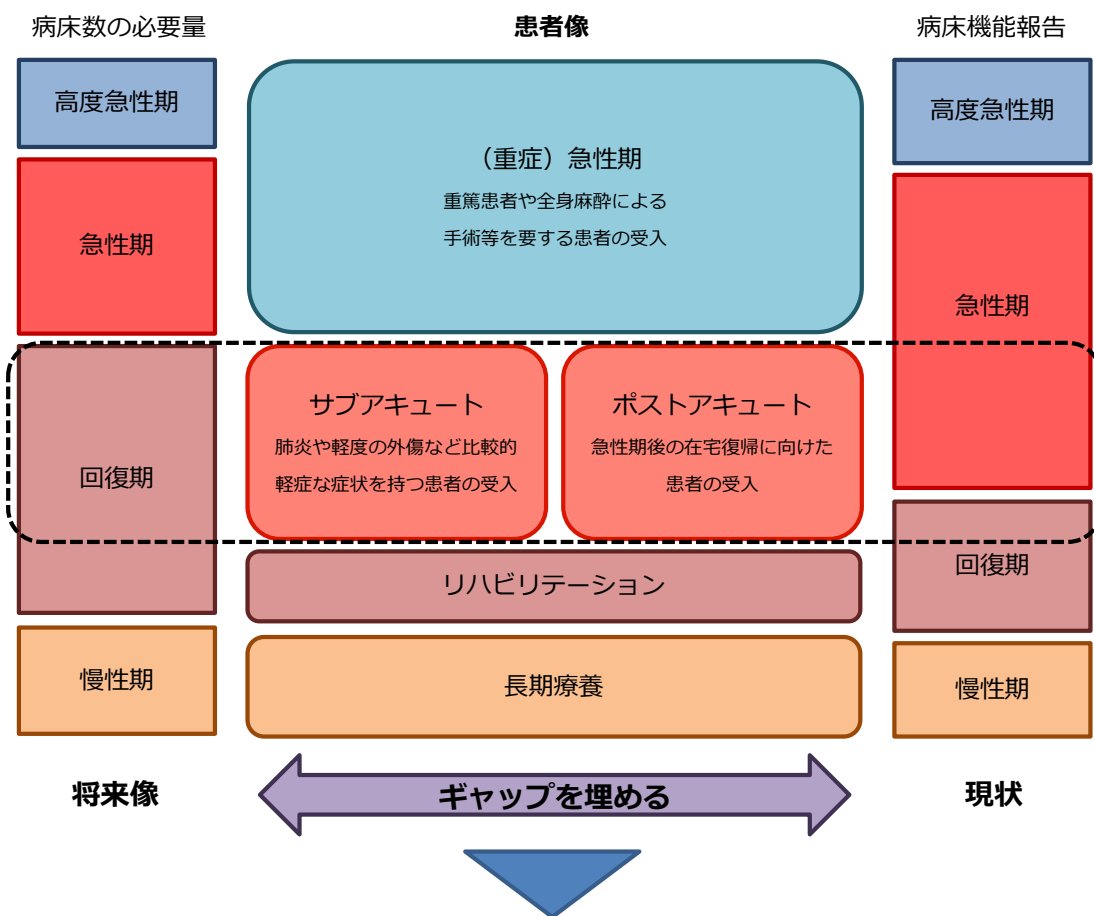 病床数の必要量
患者像
病床機能報告
高度急性期
急性期
回復期
慢性期
（重症）急性期
重篤患者や全身麻酔による
手術等を要する患者の受入
サブアキュート
肺炎や軽度の外傷など比較的
軽症な症状を持つ患者の受入
ポストアキュート
急性期後の在宅復帰に向けた
患者の受入
リハビリテーション
長期療養
高度急性期
急性期
回復期
慢性期
将来像
ギャップを埋める
現状